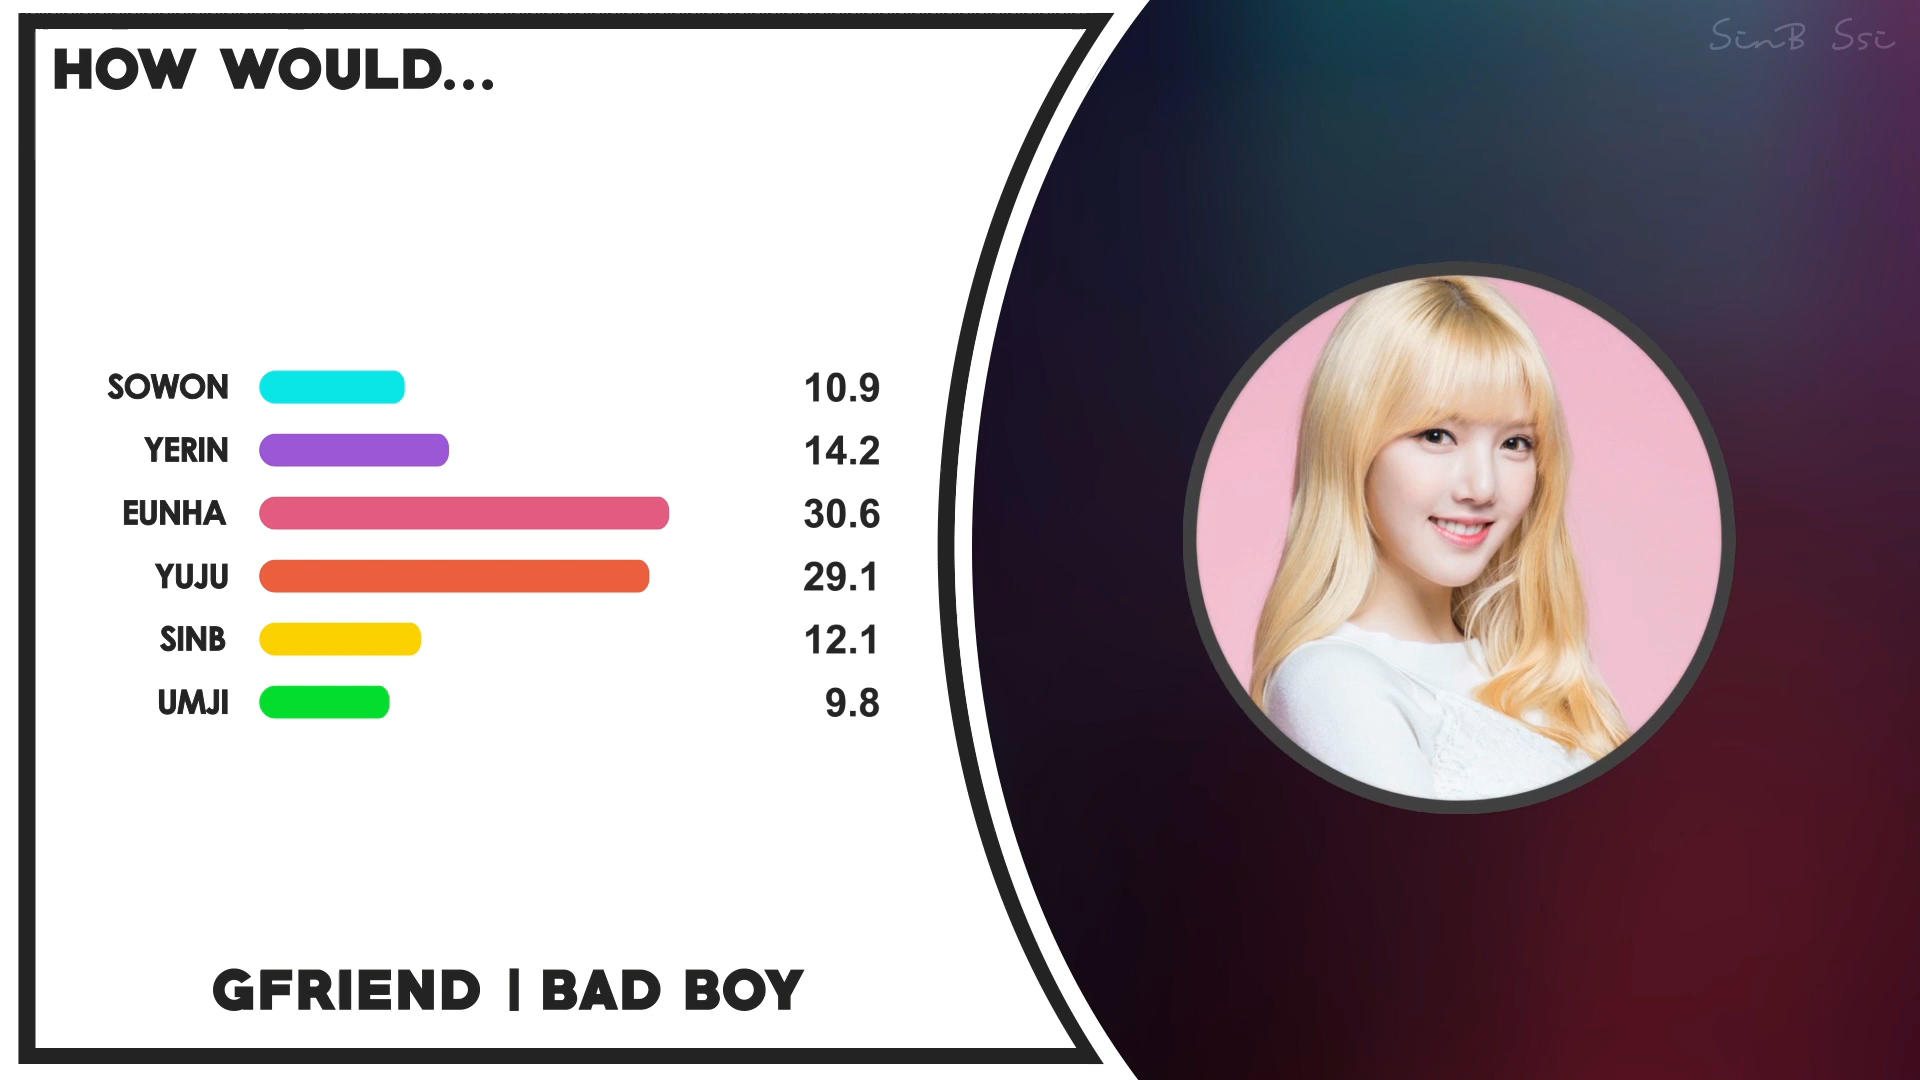 HOW WOULD...
SinB Ssi
SOWON 10.9
YERIN 14.2
EUNHA 30.6
YUJU 29.1
SINB 12.1
UMJI 9.8
GFRIEND | BAD BOY